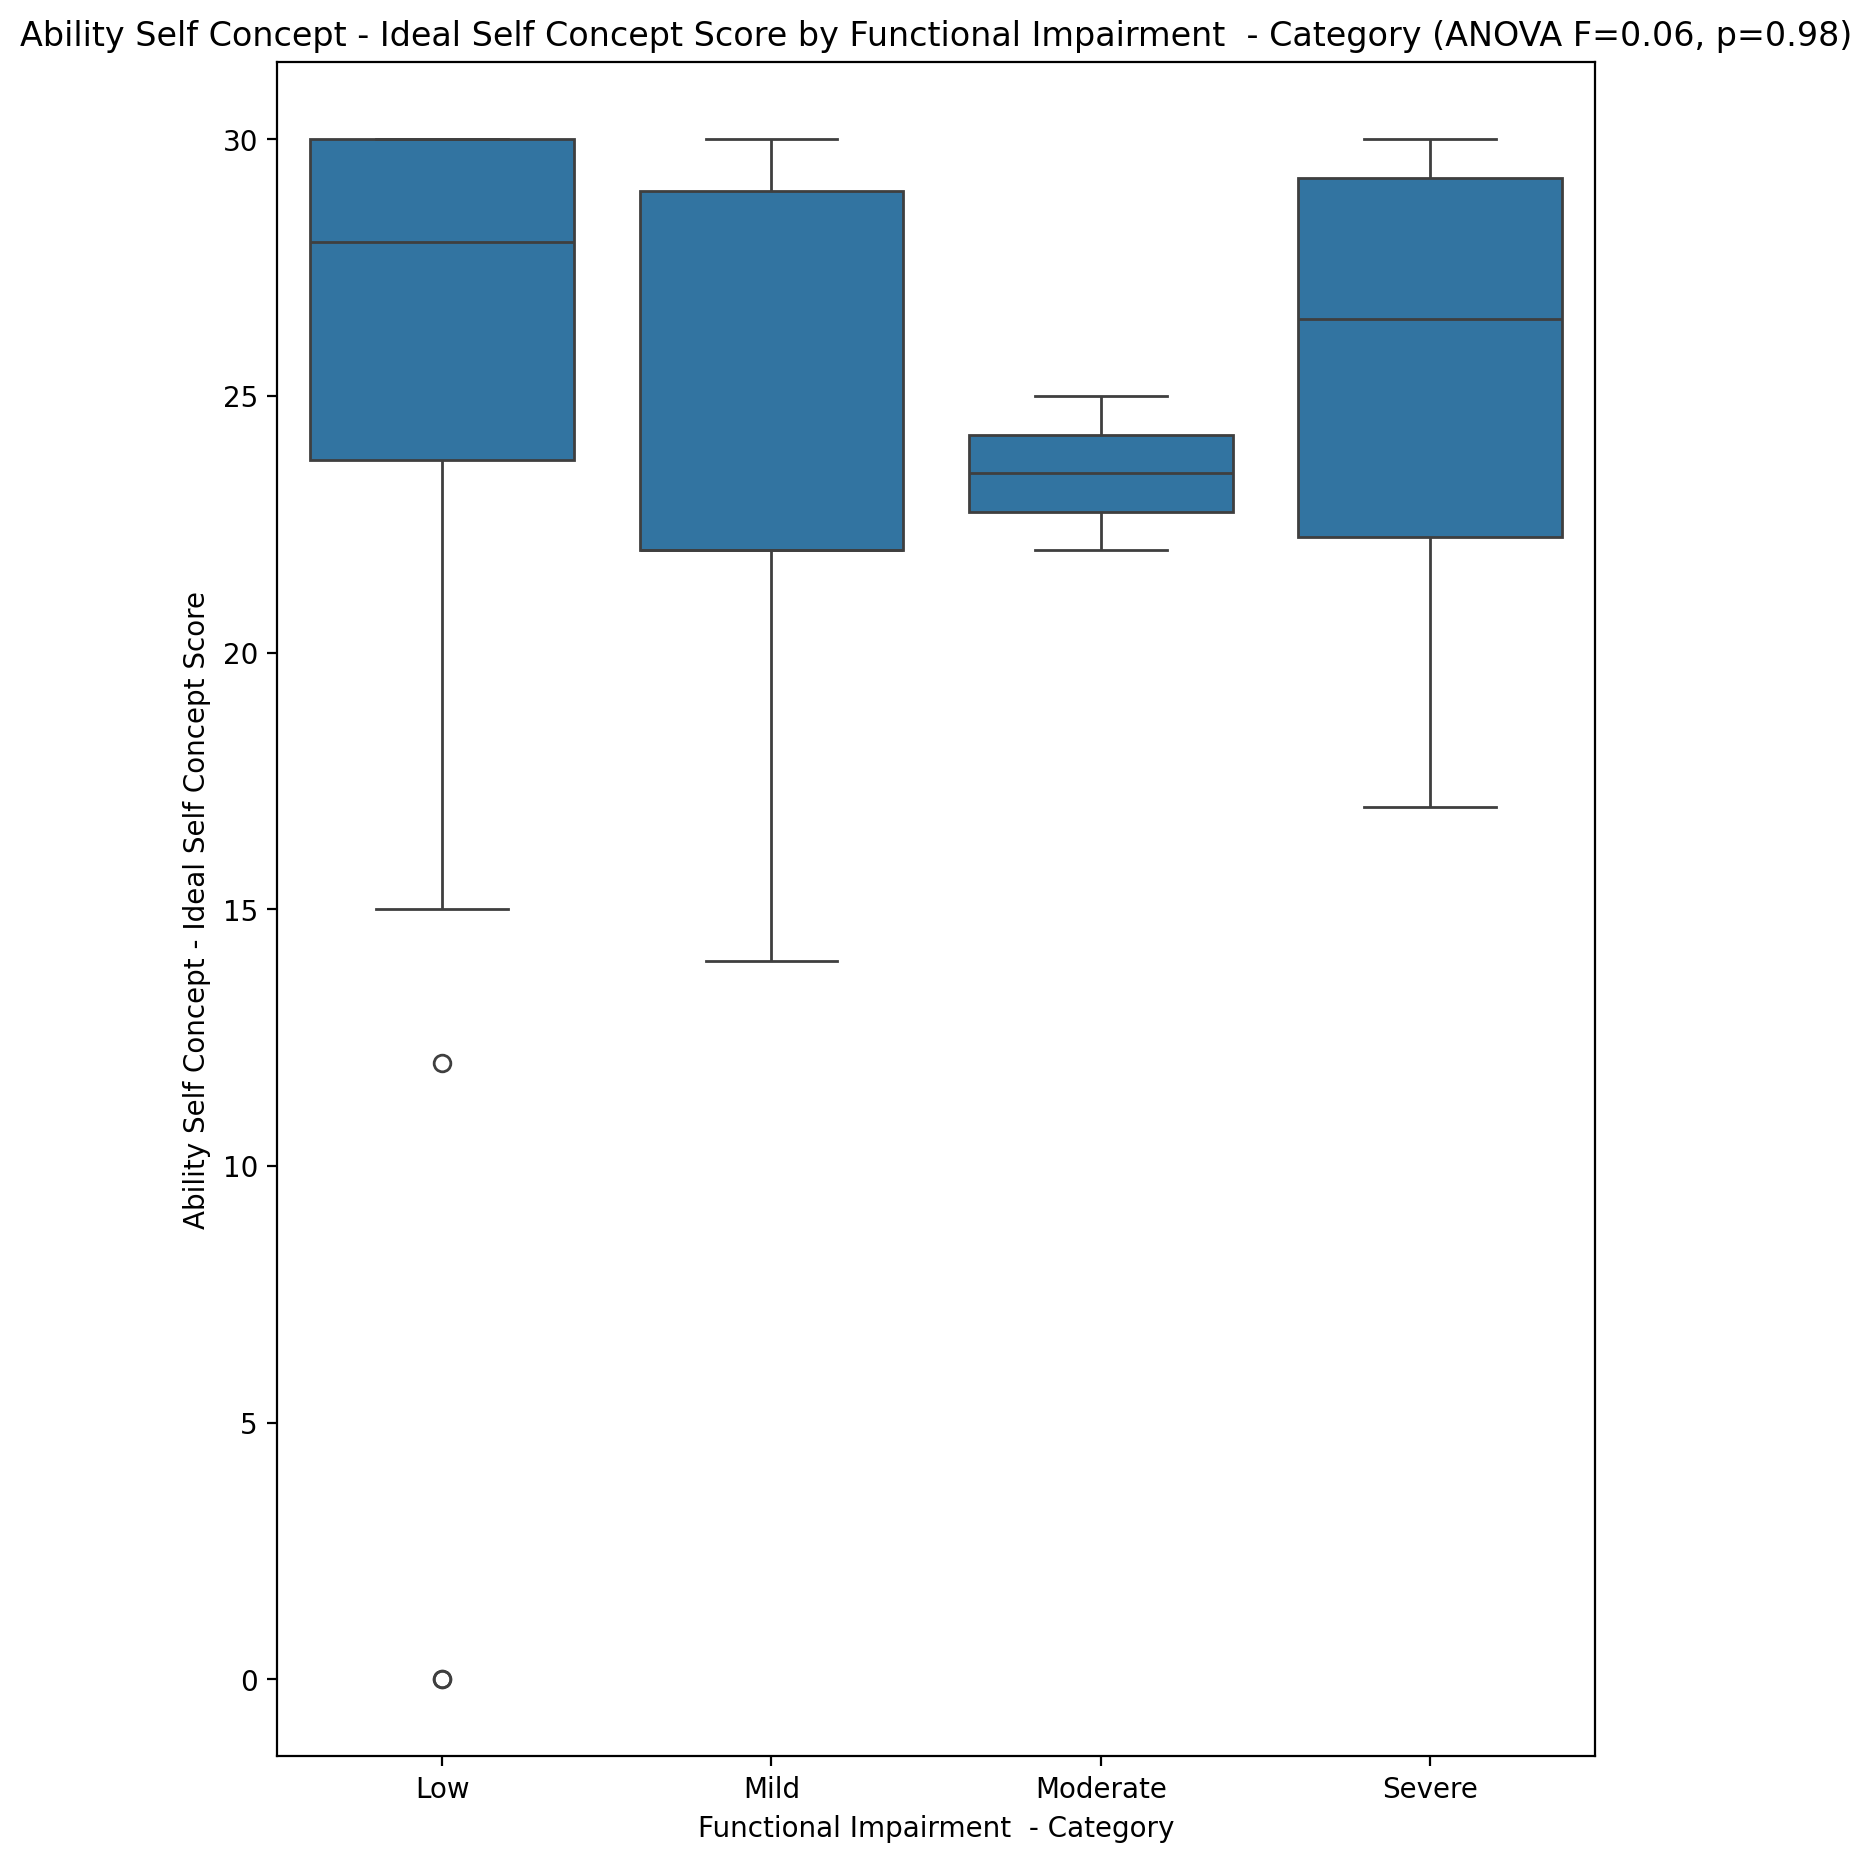 Ability Self Concept - Ideal Self Concept Score by Functional Impairment  - Category (ANOVA F=0.06, p=0.98)
Ability Self Concept - Ideal Self Concept Score
30
25
20
15
10
5
0
Low Mild Moderate Severe
Functional Impairment  - Category